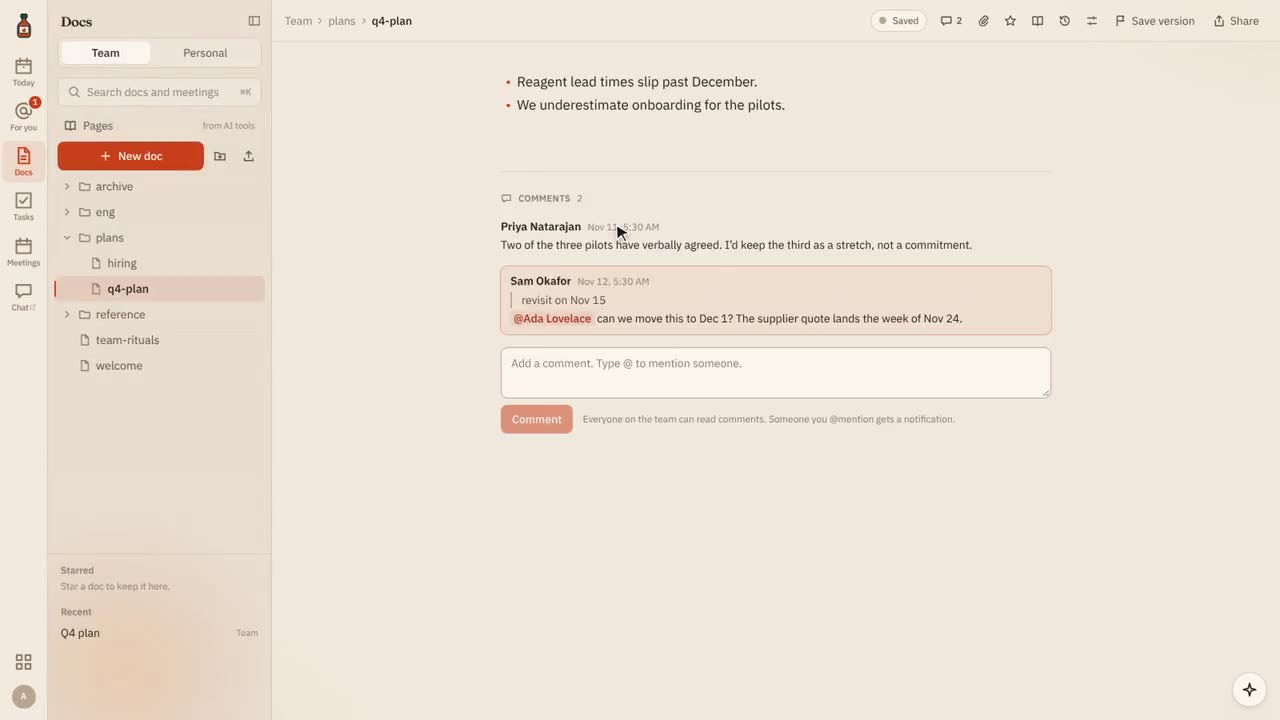 Docs
Team > plans > q4-plan
Saved
2
Save version
Share
Team
Personal
Search docs and meetings ⌘K
Pages
from AI tools
+ New doc
archive
eng
plans
hiring
q4-plan
reference
team-rituals
welcome
Starred
Star a doc to keep it here.
Recent
Q4 plan
Team
Today
1
For you
Docs
Tasks
Meetings
Chat
A
• Reagent lead times slip past December.
• We underestimate onboarding for the pilots.
COMMENTS 2
Priya Natarajan Nov 11, 5:30 AM
Two of the three pilots have verbally agreed. I'd keep the third as a stretch, not a commitment.
Sam Okafor Nov 12, 5:30 AM
revisit on Nov 15
@Ada Lovelace can we move this to Dec 1? The supplier quote lands the week of Nov 24.
Add a comment. Type @ to mention someone.
Comment
Everyone on the team can read comments. Someone you @mention gets a notification.